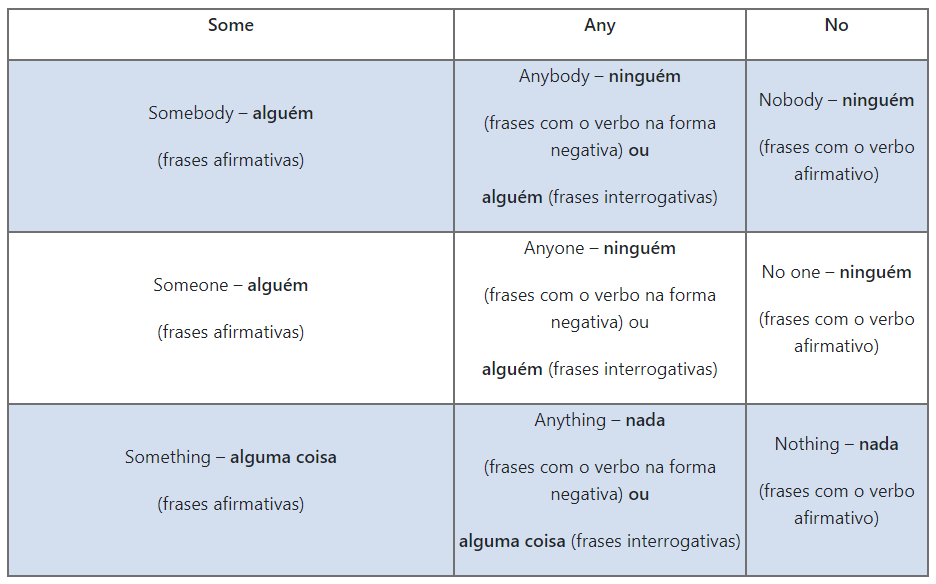 Some
Any
No
Somebody – alguém
(frases afirmativas)
Anybody – ninguém
(frases com o verbo na forma
negativa) ou
alguém (frases interrogativas)
Nobody – ninguém
(frases com o verbo
afirmativo)
Someone – alguém
(frases afirmativas)
Anyone – ninguém
(frases com o verbo na forma
negativa) ou
alguém (frases interrogativas)
No one – ninguém
(frases com o verbo
afirmativo)
Something – alguma coisa
(frases afirmativas)
Anything – nada
(frases com o verbo na forma
negativa) ou
alguma coisa (frases interrogativas)
Nothing – nada
(frases com o verbo
afirmativo)